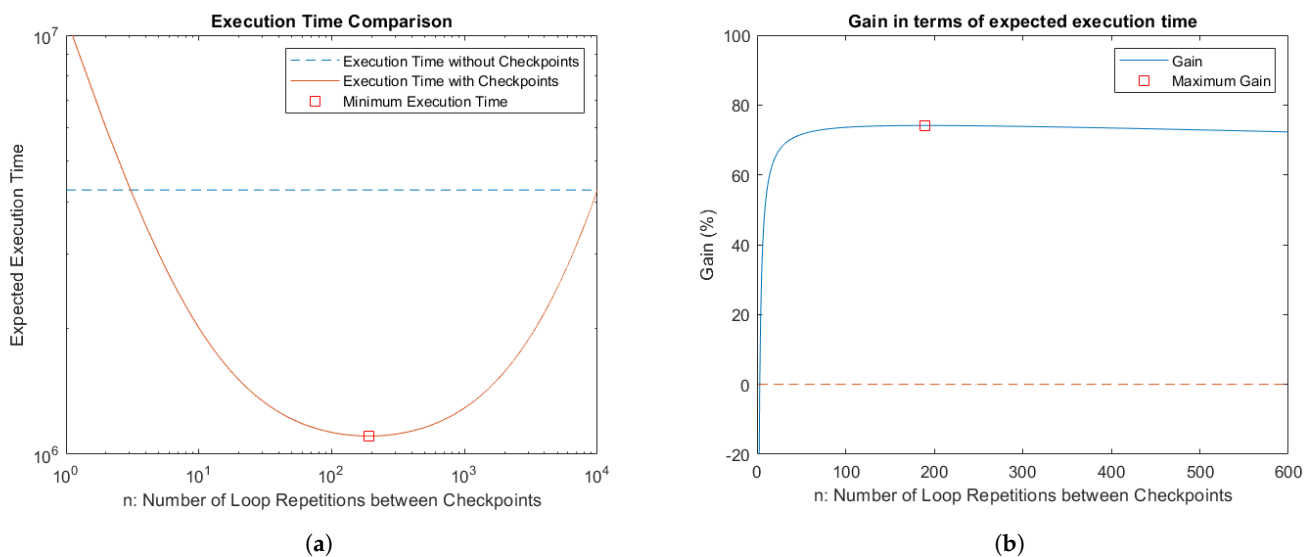 Execution Time Comparison
10^7
Execution Time without Checkpoints
Execution Time with Checkpoints
Minimum Execution Time
Expected Execution Time
10^6
10^0 10^1 10^2 10^3 10^4
n: Number of Loop Repetitions between Checkpoints
(a)
Gain in terms of expected execution time
Gain
Maximum Gain
100
80
60
40
20
0
-20
Gain (%)
0 100 200 300 400 500 600
n: Number of Loop Repetitions between Checkpoints
(b)